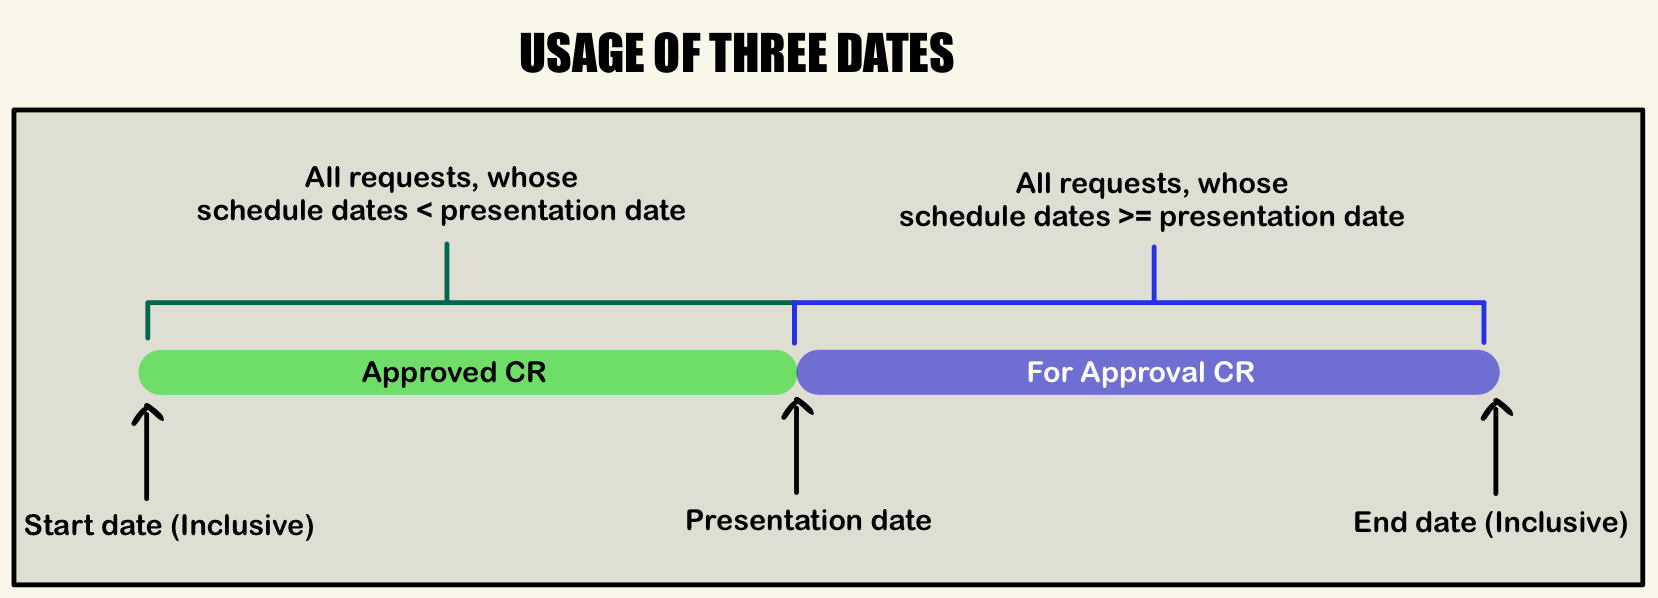 USAGE OF THREE DATES
All requests, whose
schedule dates < presentation date
All requests, whose
schedule dates >= presentation date
Approved CR
For Approval CR
Start date (Inclusive)
Presentation date
End date (Inclusive)